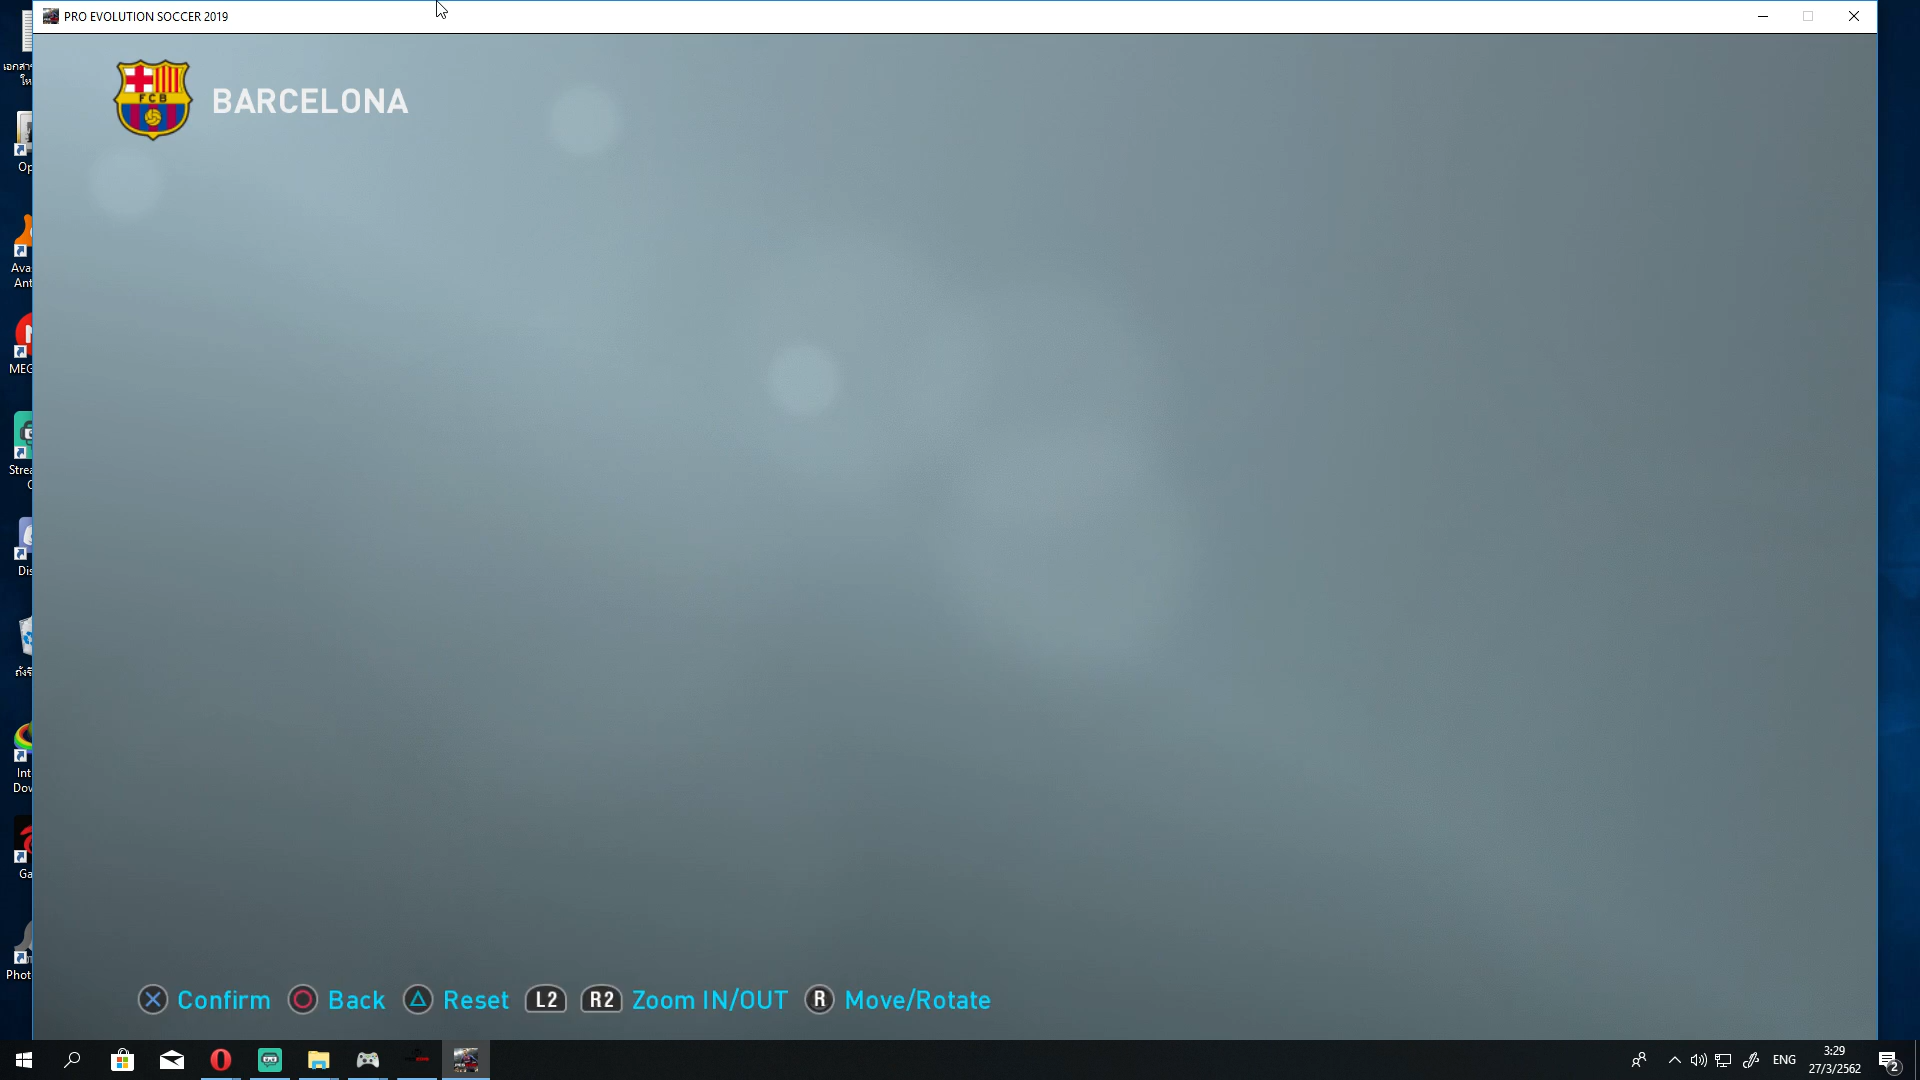 PRO EVOLUTION SOCCER 2019
FCB
BARCELONA
Confirm
Back
Reset
L2
R2
Zoom IN/OUT
R
Move/Rotate
ENG
3:29
27/3/2562
2